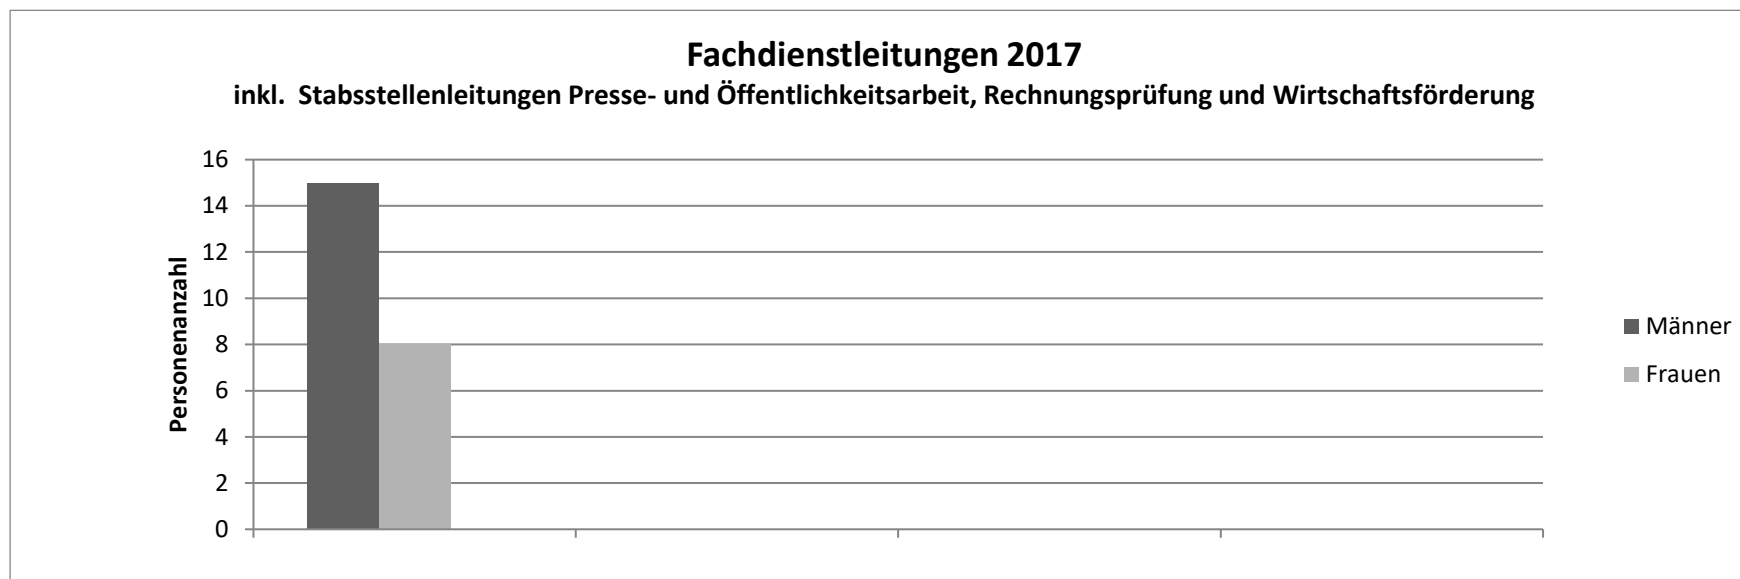 Fachdienstleitungen 2017
inkl.  Stabsstellenleitungen Presse- und Öffentlichkeitsarbeit, Rechnungsprüfung und Wirtschaftsförderung
Personenanzahl
16
14
12
10
8
6
4
2
0
Männer
Frauen